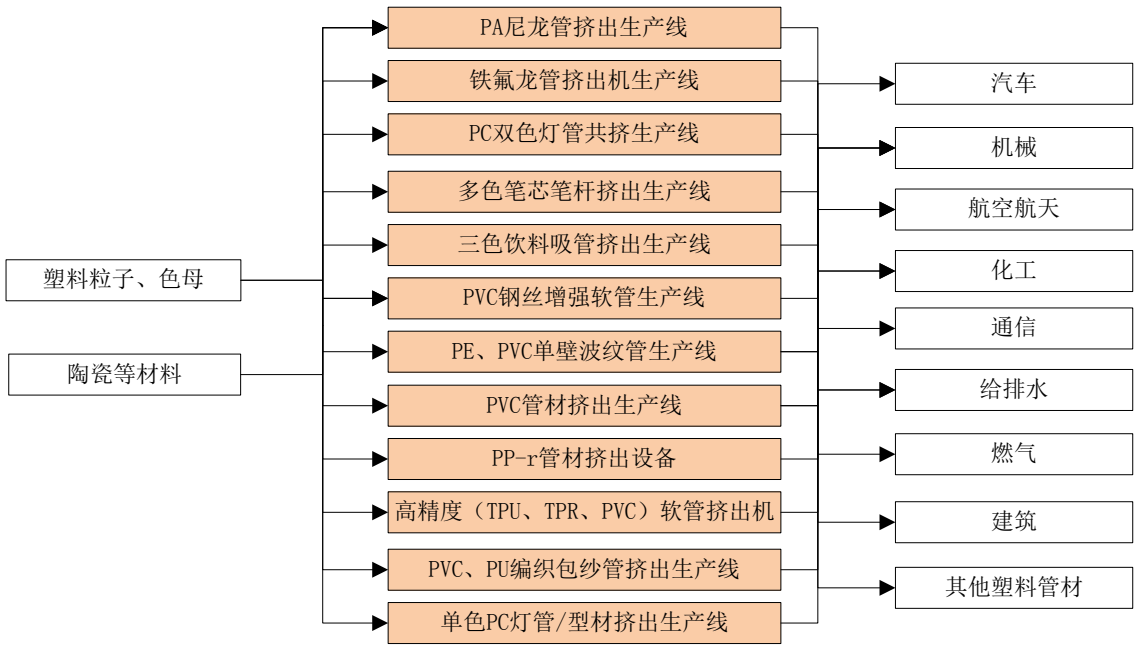 塑料粒子、色母
陶瓷等材料
PA尼龙管挤出生产线
铁氟龙管挤出机生产线
PC双色灯管共挤生产线
多色笔芯笔杆挤出生产线
三色饮料吸管挤出生产线
PVC钢丝增强软管生产线
PE、PVC单壁波纹管生产线
PVC管材挤出生产线
PP-r管材挤出设备
高精度（TPU、TPR、PVC）软管挤出机
PVC、PU编织包纱管挤出生产线
单色PC灯管/型材挤出生产线
汽车
机械
航空航天
化工
通信
给排水
燃气
建筑
其他塑料管材